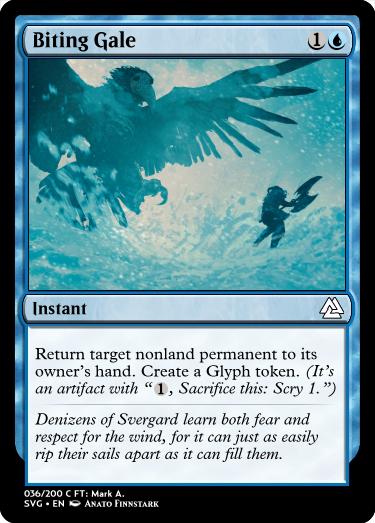 Biting Gale 1
Instant
Return target nonland permanent to its
owner's hand. Create a Glyph token. (It's
an artifact with “1, Sacrifice this: Scry 1.”)
Denizens of Svergard learn both fear and
respect for the wind, for it can just as easily
rip their sails apart as it can fill them.
036/200 C FT: Mark A.
SVG • EN Anato Finnstark